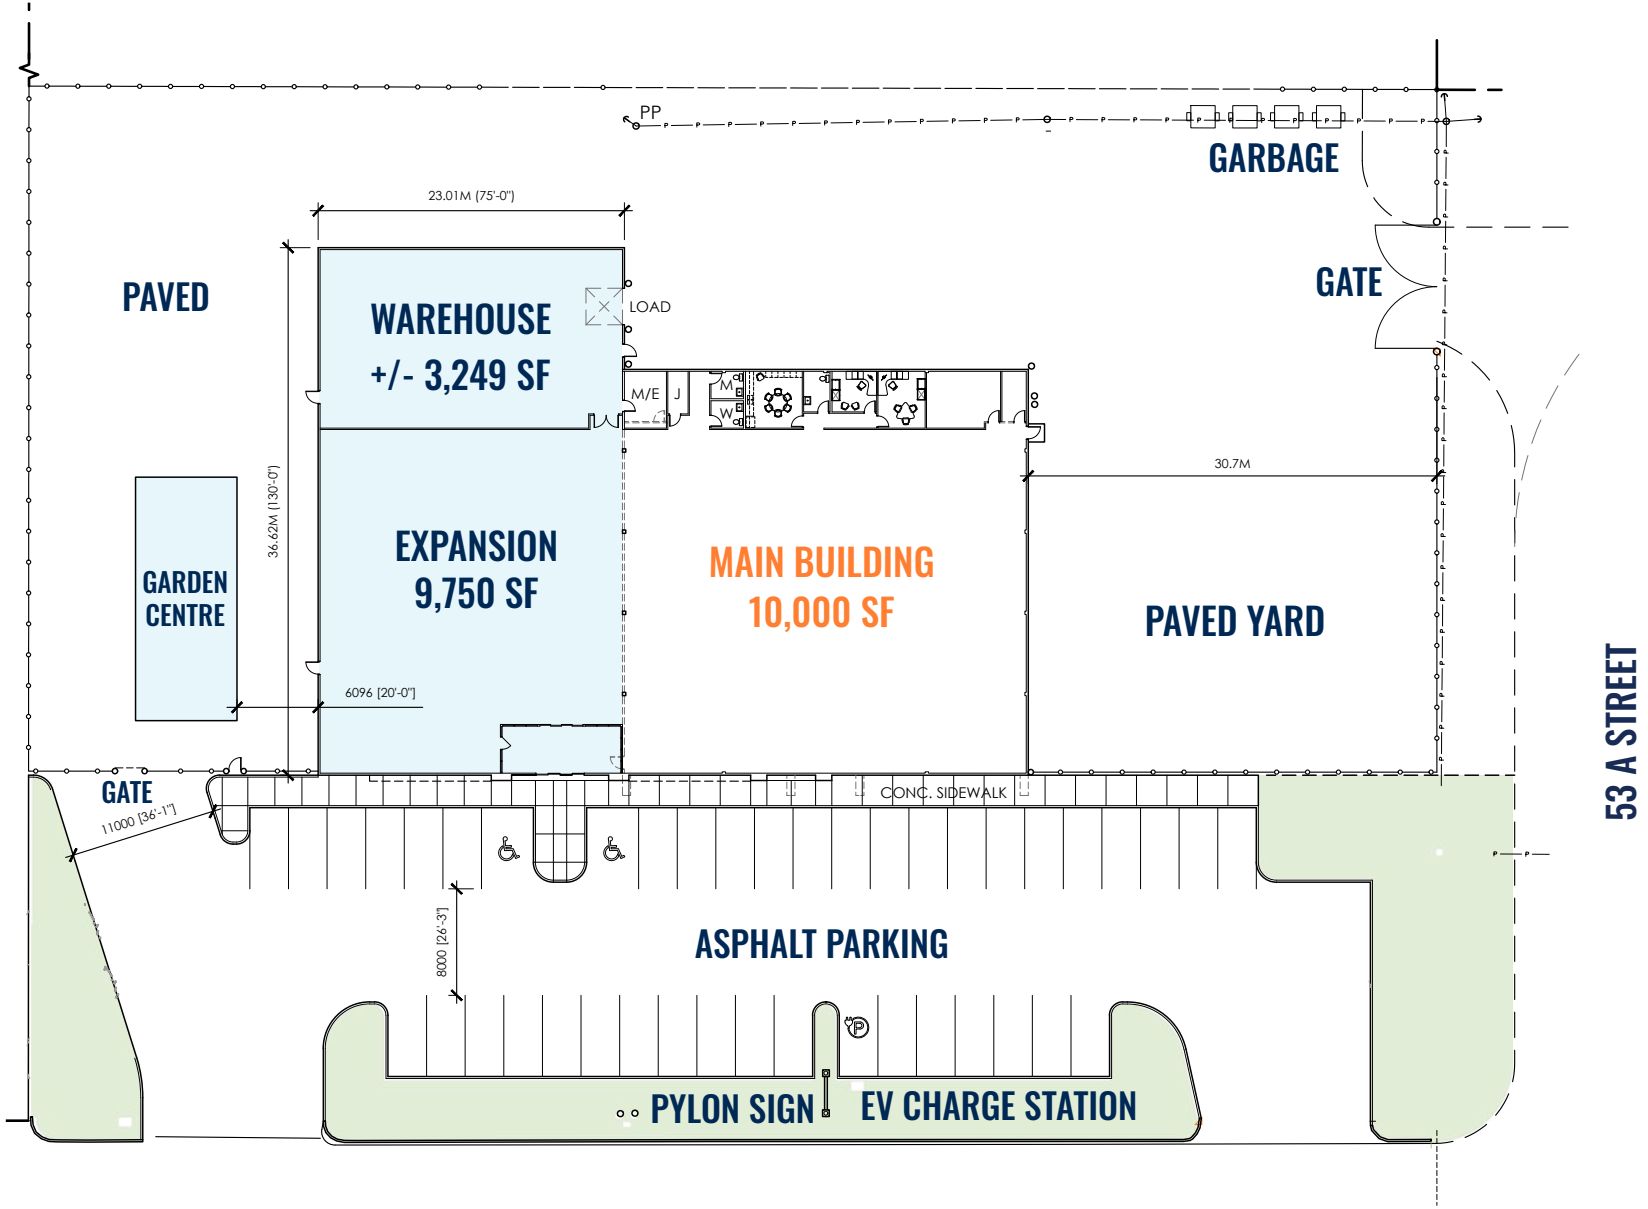 PP
GARBAGE
23.01M (75'-0")
PAVED
GATE
WAREHOUSE
+/- 3,249 SF
LOAD
M/E
J
M
W
30.7M
36.62M (130'-0")
EXPANSION
9,750 SF
MAIN BUILDING
10,000 SF
GARDEN
CENTRE
PAVED YARD
6096 [20'-0"]
53 A STREET
GATE
11000 [36'-1"]
CONC. SIDEWALK
8000 [26'-3"]
ASPHALT PARKING
P
PYLON SIGN
EV CHARGE STATION